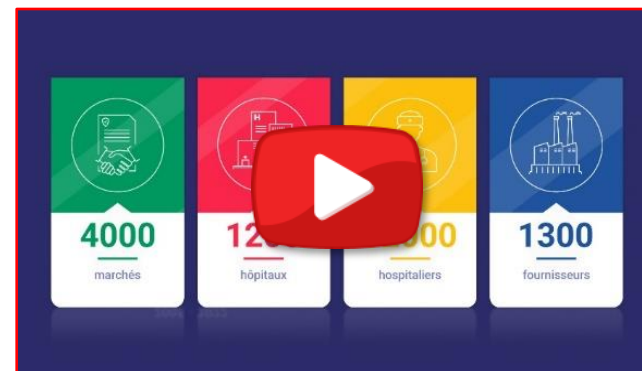 4000
marchés
hôpitaux
hospitaliers
1300
fournisseurs